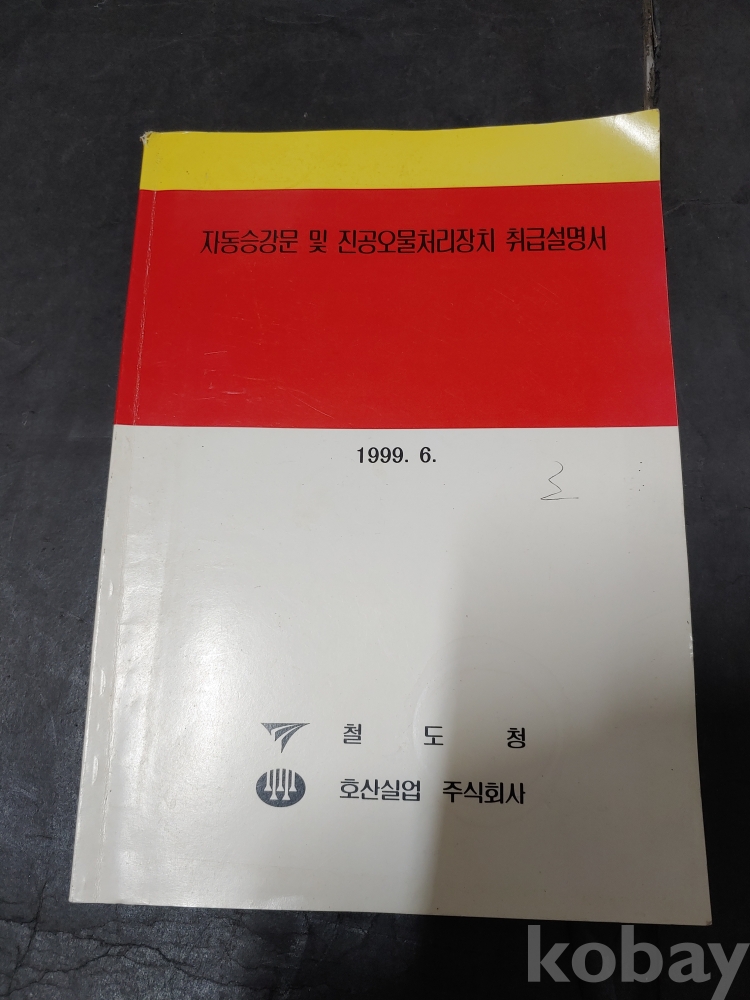 자동승강문 및 진공오물처리장치 취급설명서
1999. 6.
철 도 청
호산실업 주식회사
kobay